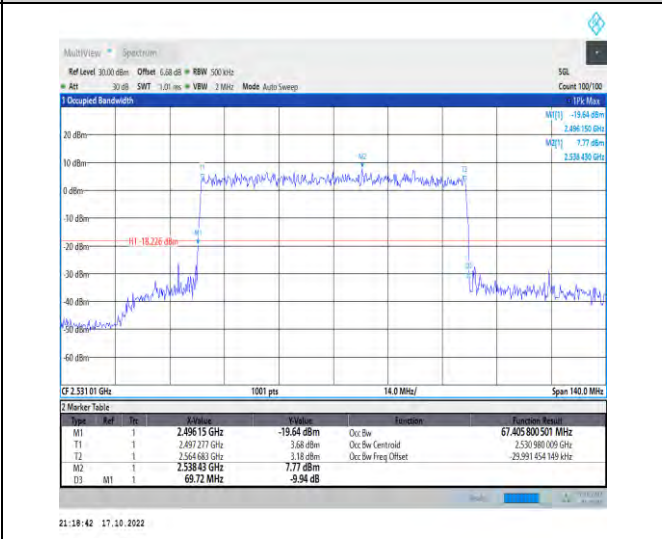 MultiView Spectrum
Ref Level 30.00 dBm Offset 6.68 dB RBW 500 kHz SGL
Att 30 dB SWT 1.01 ms VBW 2 MHz Mode Auto Sweep Count 100/100
1 Occupied Bandwidth 1Pk Max
M1[1] -19.64 dBm
2.496 150 GHz
M2[1] 7.77 dBm
2.538 430 GHz
20 dBm
M2
T1 T2
10 dBm
0 dBm
-10 dBm
M1
H1 -18.226 dBm
-20 dBm
-30 dBm
-40 dBm
-50 dBm
-60 dBm
CF 2.531 01 GHz 1001 pts 14.0 MHz/ Span 140.0 MHz
2 Marker Table
Type Ref Trc X-Value Y-Value Function Function Result
M1 1 2.496 15 GHz -19.64 dBm Occ Bw 67.405 800 501 MHz
T1 1 2.497 277 GHz 3.68 dBm Occ Bw Centroid 2.530 980 009 GHz
T2 1 2.564 683 GHz 3.18 dBm Occ Bw Freq Offset -29.991 454 149 kHz
M2 1 2.538 43 GHz 7.77 dBm
D3 M1 1 69.72 MHz -9.94 dB
21:18:42 17.10.2022